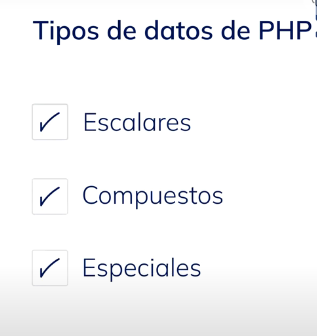 Tipos de datos de PHP
Escalares
Compuestos
Especiales